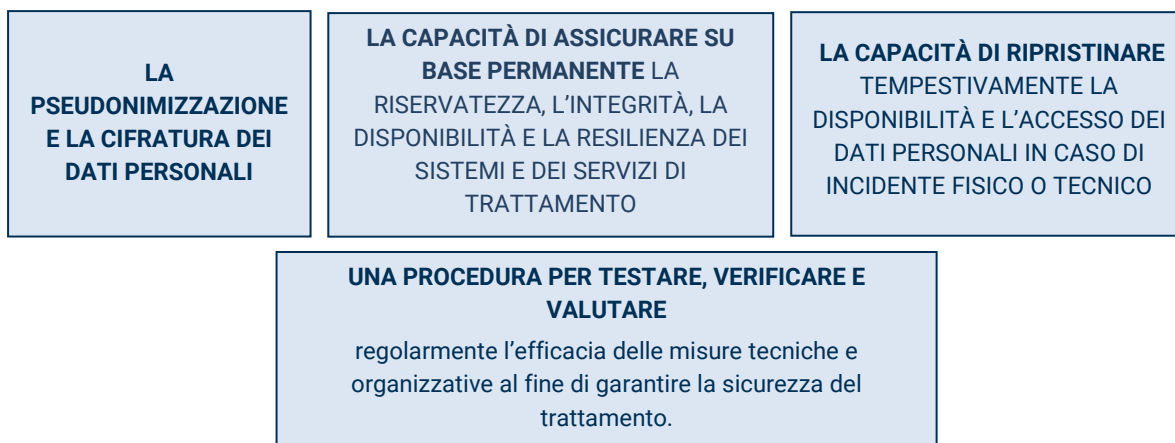 LA
PSEUDONIMIZZAZIONE
E LA CIFRATURA DEI
DATI PERSONALI
LA CAPACITÀ DI ASSICURARE SU
BASE PERMANENTE LA
RISERVATEZZA, L'INTEGRITÀ, LA
DISPONIBILITÀ E LA RESILIENZA DEI
SISTEMI E DEI SERVIZI DI
TRATTAMENTO
LA CAPACITÀ DI RIPRISTINARE
TEMPESTIVAMENTE LA
DISPONIBILITÀ E L'ACCESSO DEI
DATI PERSONALI IN CASO DI
INCIDENTE FISICO O TECNICO
UNA PROCEDURA PER TESTARE, VERIFICARE E
VALUTARE
regolarmente l'efficacia delle misure tecniche e
organizzative al fine di garantire la sicurezza del
trattamento.